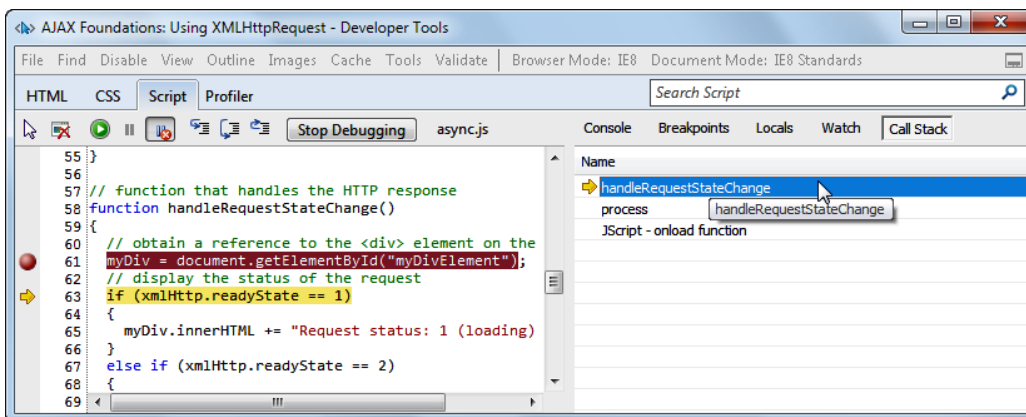 AJAX Foundations: Using XMLHttpRequest - Developer Tools
File Find Disable View Outline Images Cache Tools Validate | Browser Mode: IE8 Document Mode: IE8 Standards
HTML CSS Script Profiler Search Script
Stop Debugging async.js Console Breakpoints Locals Watch Call Stack
55 }
56
57 // function that handles the HTTP response
58 function handleRequestStateChange()
59 {
60 // obtain a reference to the <div> element on the
61 myDiv = document.getElementById("myDivElement");
62 // display the status of the request
63 if (xmlHttp.readyState == 1)
64 {
65 myDiv.innerHTML += "Request status: 1 (loading)
66 }
67 else if (xmlHttp.readyState == 2)
68 {
69
Name
handleRequestStateChange
process
handleRequestStateChange
JScript - onload function